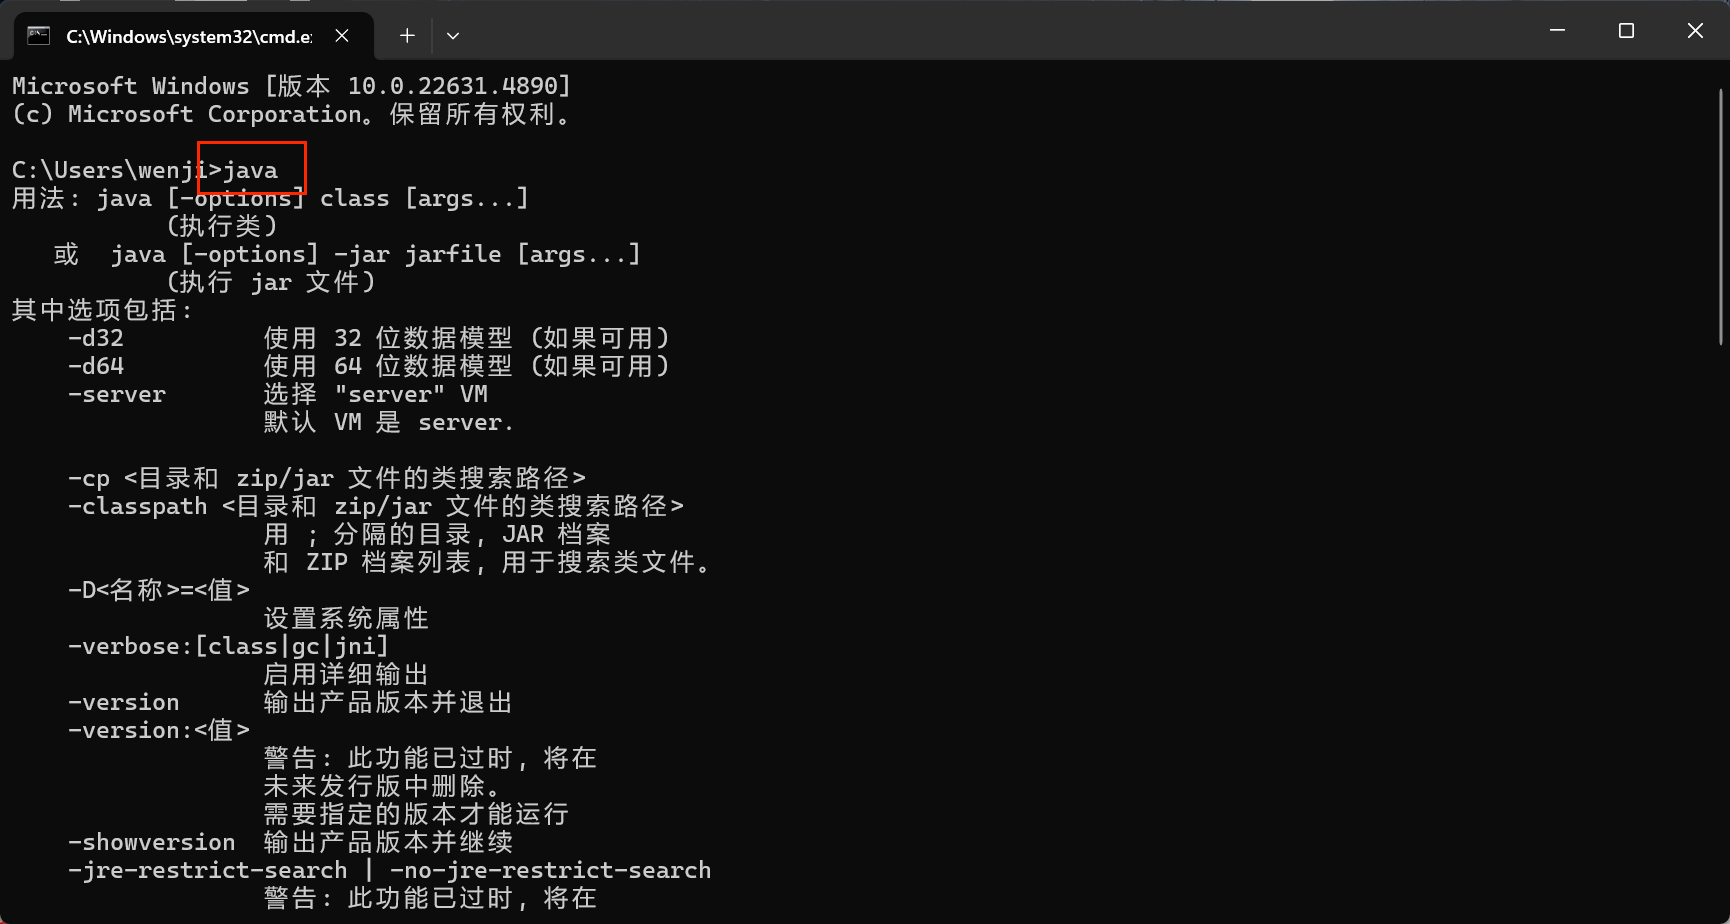 C:\Windows\system32\cmd.e
Microsoft Windows [版本 10.0.22631.4890]
(c) Microsoft Corporation。保留所有权利。
C:\Users\wenji>java
用法: java [-options] class [args...]
(执行类)
或  java [-options] -jar jarfile [args...]
(执行 jar 文件)
其中选项包括:
-d32 使用 32 位数据模型 (如果可用)
-d64 使用 64 位数据模型 (如果可用)
-server 选择 "server" VM
默认 VM 是 server.
-cp <目录和 zip/jar 文件的类搜索路径>
-classpath <目录和 zip/jar 文件的类搜索路径>
用 ; 分隔的目录, JAR 档案
和 ZIP 档案列表, 用于搜索类文件。
-D<名称>=<值>
设置系统属性
-verbose:[class|gc|jni]
启用详细输出
-version 输出产品版本并退出
-version:<值>
警告: 此功能已过时, 将在
未来发行版中删除。
需要指定的版本才能运行
-showversion 输出产品版本并继续
-jre-restrict-search | -no-jre-restrict-search
警告: 此功能已过时, 将在